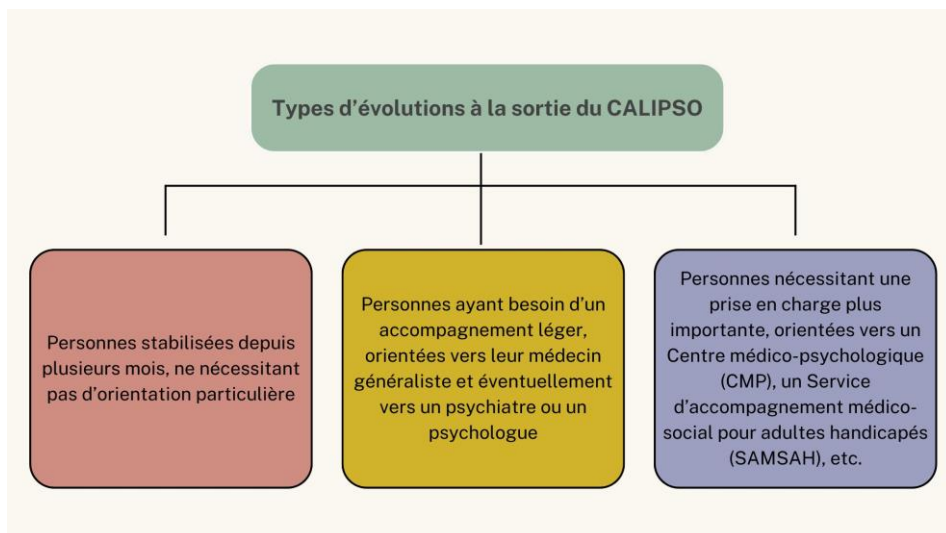 Types d’évolutions à la sortie du CALIPSO
Personnes stabilisées depuis
plusieurs mois, ne nécessitant
pas d’orientation particulière
Personnes ayant besoin d’un
accompagnement léger,
orientées vers leur médecin
généraliste et éventuellement
vers un psychiatre ou un
psychologue
Personnes nécessitant une
prise en charge plus
importante, orientées vers un
Centre médico-psychologique
(CMP), un Service
d’accompagnement médico-
social pour adultes handicapés
(SAMSAH), etc.